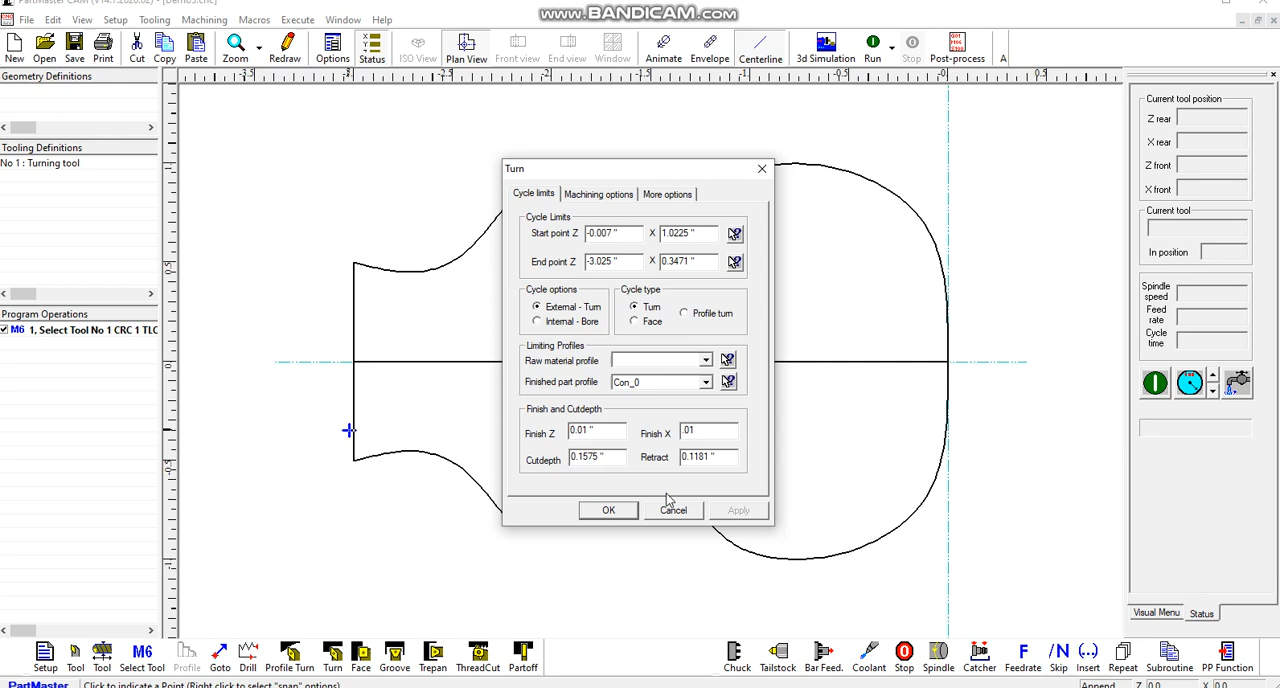 PartMaster CAM (V14.7.2020.02) - [Demo3.cnc]
www.BANDICAM.com
File Edit View Setup Tooling Machining Macros Execute Window Help
New Open Save Print Cut Copy Paste Zoom Redraw Options Status ISO View Plan View Front view End view Window Animate Envelope Centerline Run Stop 3d Simulation Post-process A
Geometry Definitions
Tooling Definitions
No 1 : Turning tool
Program Operations
M6 1, Select Tool No 1 CRC 1 TLC
Turn
Cycle limits Machining options More options
Cycle Limits
Start point Z -0.007 " X 1.0225 "
End point Z -3.025 " X 0.3471 "
Cycle options
External - Turn
Internal - Bore
Cycle type
Turn
Face
Profile turn
Limiting Profiles
Raw material profile
Finished part profile Con_0
Finish and Cutdepth
Finish Z 0.01 " Finish X .01
Cutdepth 0.1575 " Retract 0.1181 "
OK Cancel Apply
Current tool position
Z rear
X rear
Z front
X front
Current tool
In position
Spindle speed
Feed rate
Cycle time
Visual Menu Status
Setup Tool Tool Select Tool Profile Goto Drill Profile Turn Turn Face Groove Trepan ThreadCut Partoff Chuck Tailstock Bar Feed. Coolant Stop Spindle Catcher Feedrate Skip Insert Repeat Subroutine PP Function
PartMaster Click to indicate a Point (Right click to select "snap" options) Append Z 0.0 X 0.0